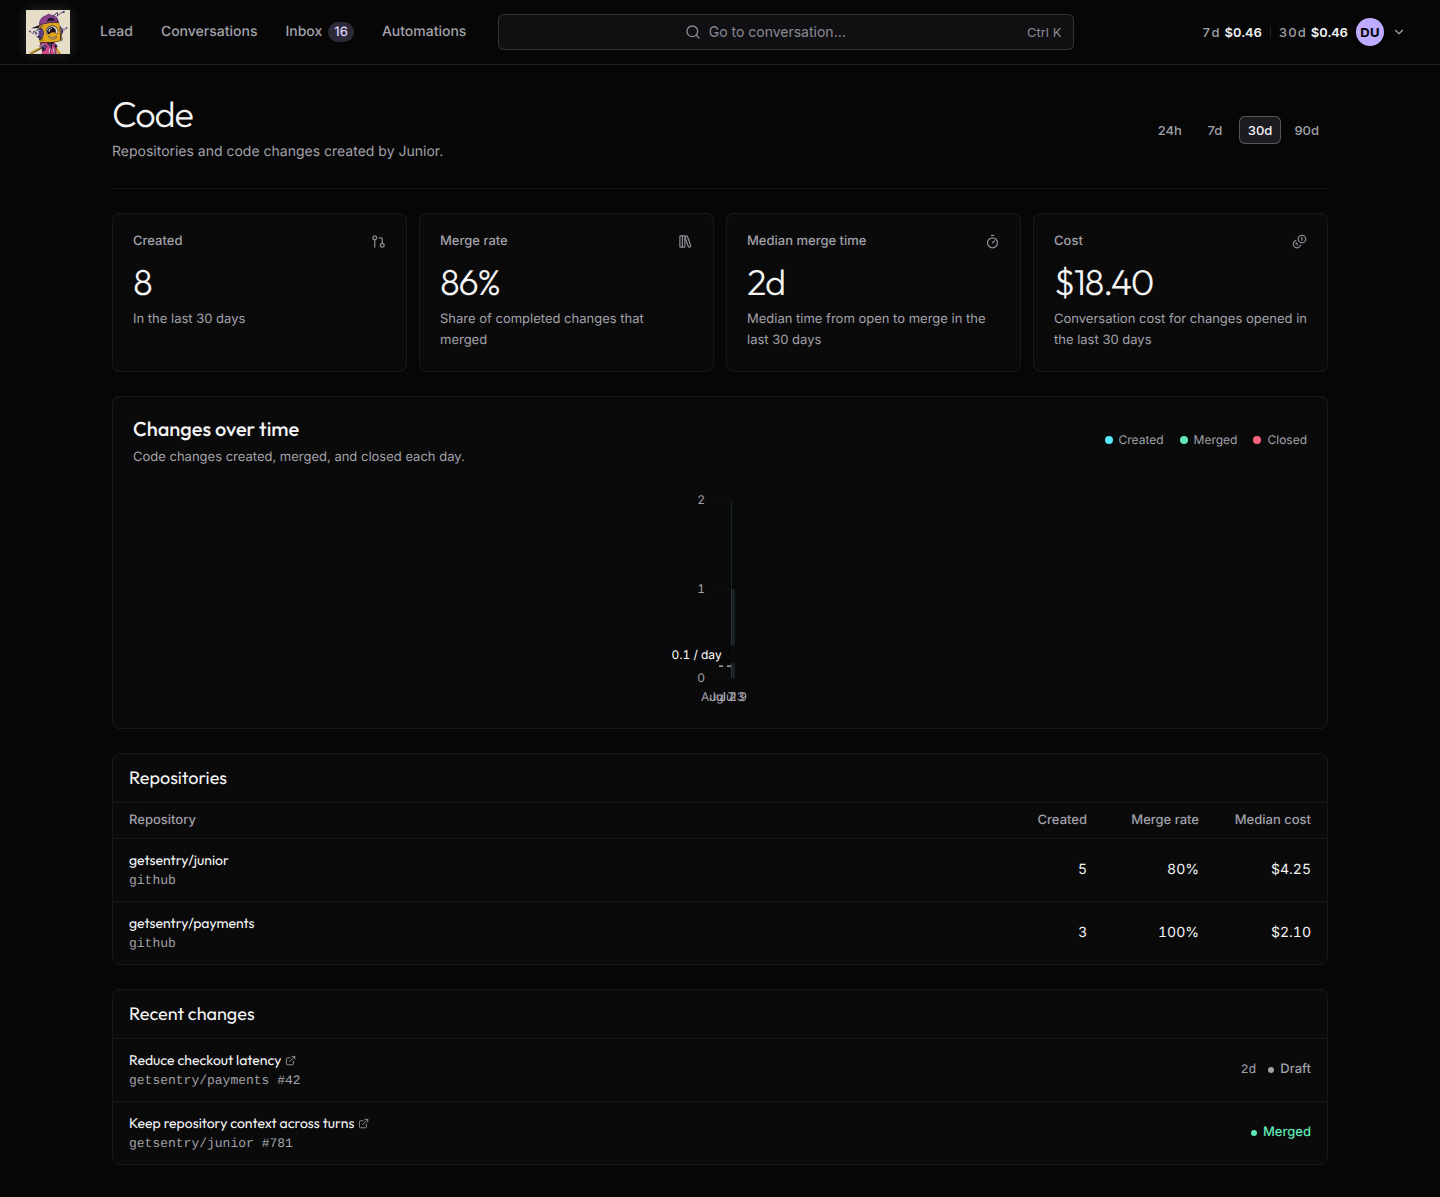 Lead
Conversations
Inbox 16
Automations
Go to conversation...
Ctrl K
7d $0.46
30d $0.46
DU
Code
Repositories and code changes created by Junior.
24h
7d
30d
90d
Created
8
In the last 30 days
Merge rate
86%
Share of completed changes that
merged
Median merge time
2d
Median time from open to merge in the
last 30 days
Cost
$18.40
Conversation cost for changes opened in
the last 30 days
Changes over time
Code changes created, merged, and closed each day.
Created
Merged
Closed
2
1
0.1 / day
0
Repositories
Repository
Created
Merge rate
Median cost
getsentry/junior
github
5
80%
$4.25
getsentry/payments
github
3
100%
$2.10
Recent changes
Reduce checkout latency
getsentry/payments #42
2d
Draft
Keep repository context across turns
getsentry/junior #781
Merged